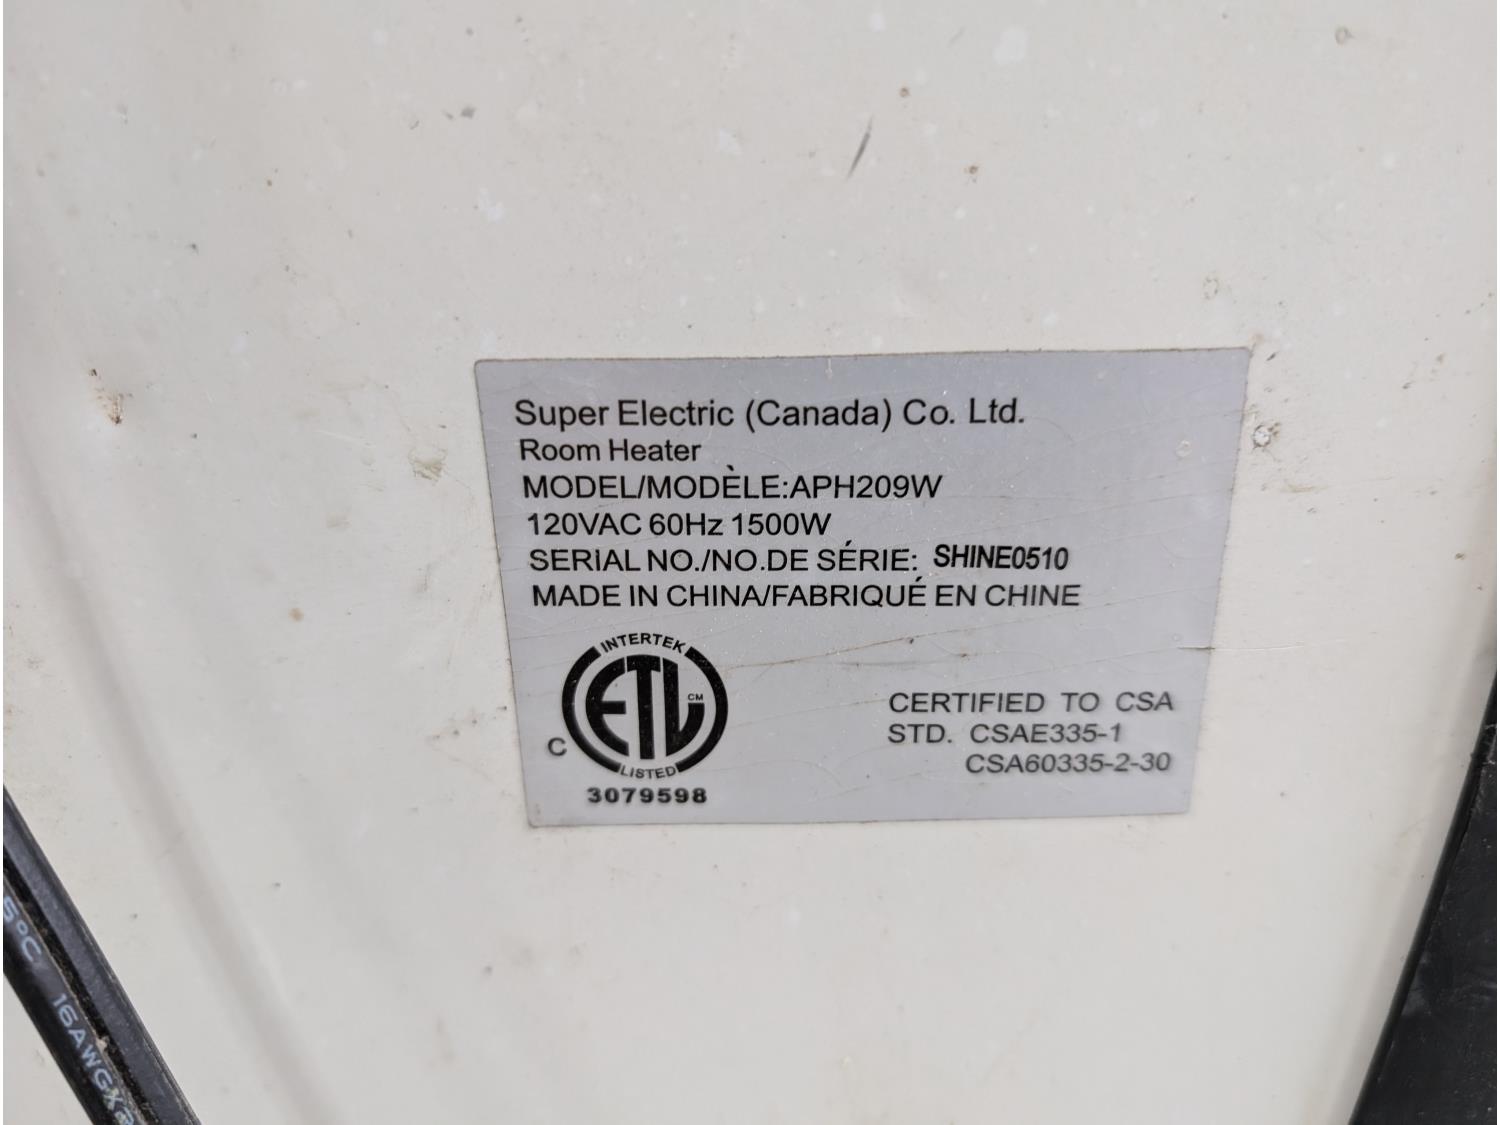 Super Electric (Canada) Co. Ltd.
Room Heater
MODEL/MODÈLE:APH209W
120VAC 60Hz 1500W
SERIAL NO./NO.DE SÉRIE: SHINE0510
MADE IN CHINA/FABRIQUÉ EN CHINE
INTERTEK
ETL CM
C
LISTED
3079598
CERTIFIED TO CSA
STD. CSAE335-1
CSA60335-2-30
5°C 16AWGX